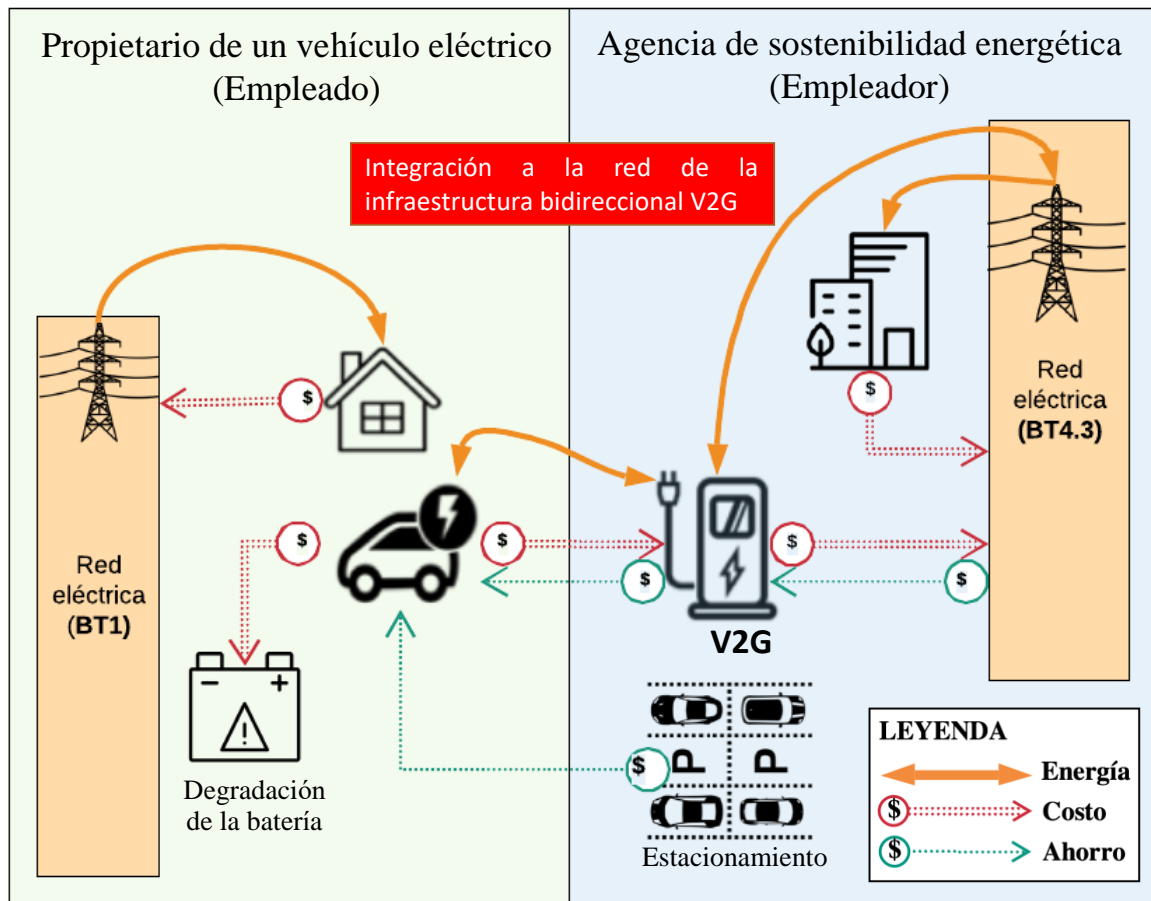 Propietario de un vehículo eléctrico
(Empleado)
Agencia de sostenibilidad energética
(Empleador)
Integración a la red de la
infraestructura bidireccional V2G
Red
eléctrica
(BT4.3)
$
$
$
$
$
$
$
$
Red
eléctrica
(BT1)
V2G
Degradación
de la batería
$
P P
Estacionamiento
LEYENDA
Energía
$ Costo
$ Ahorro